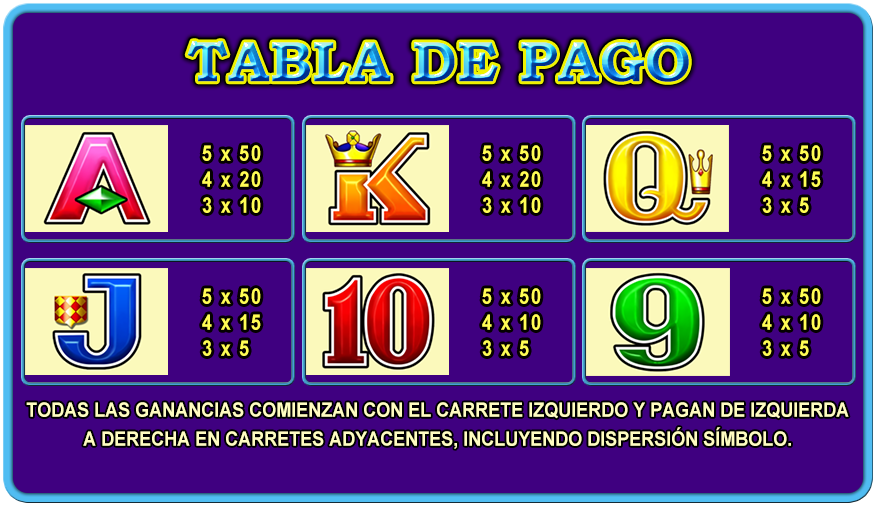 TABLA DE PAGO
A
5 x 50
4 x 20
3 x 10
K
5 x 50
4 x 20
3 x 10
Q
5 x 50
4 x 15
3 x 5
J
5 x 50
4 x 15
3 x 5
10
5 x 50
4 x 10
3 x 5
9
5 x 50
4 x 10
3 x 5
TODAS LAS GANANCIAS COMIENZAN CON EL CARRETE IZQUIERDO Y PAGAN DE IZQUIERDA
A DERECHA EN CARRETES ADYACENTES, INCLUYENDO DISPERSIÓN SÍMBOLO.